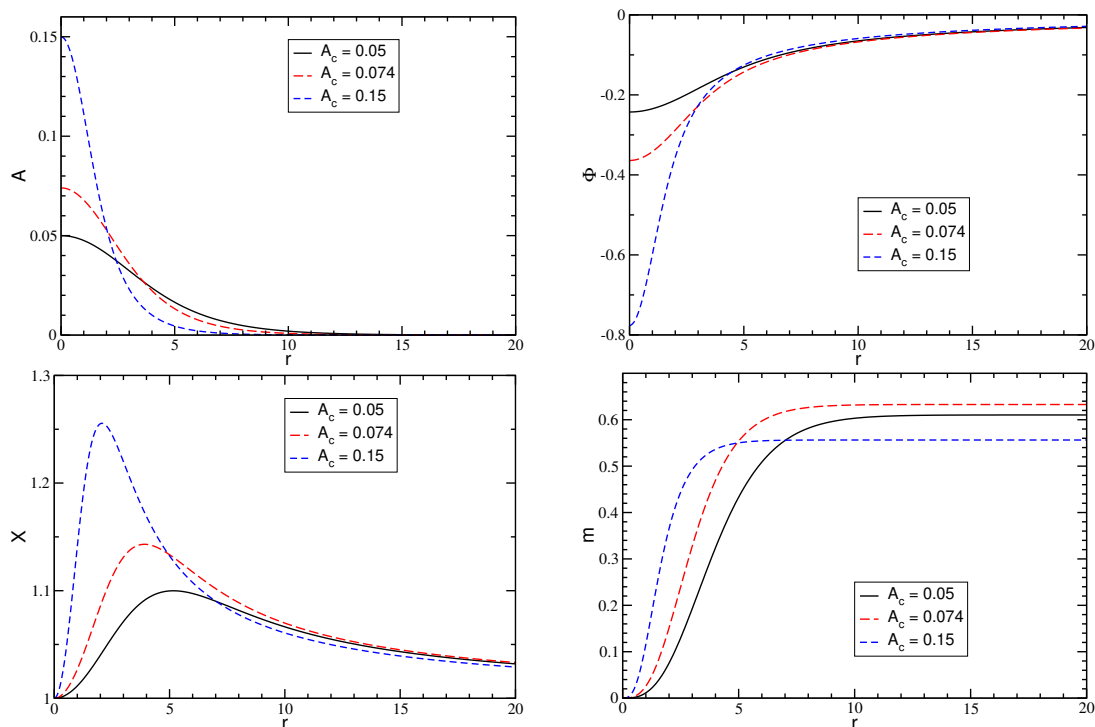 0.15
0.1
0.05
0
A
0
5
10
15
20
r
A_c = 0.05
A_c = 0.074
A_c = 0.15
0
-0.2
-0.4
-0.6
-0.8
Φ
0
5
10
15
20
r
A_c = 0.05
A_c = 0.074
A_c = 0.15
1.3
1.2
1.1
1
X
0
5
10
15
20
r
A_c = 0.05
A_c = 0.074
A_c = 0.15
0.6
0.5
0.4
0.3
0.2
0.1
0
m
0
5
10
15
20
r
A_c = 0.05
A_c = 0.074
A_c = 0.15